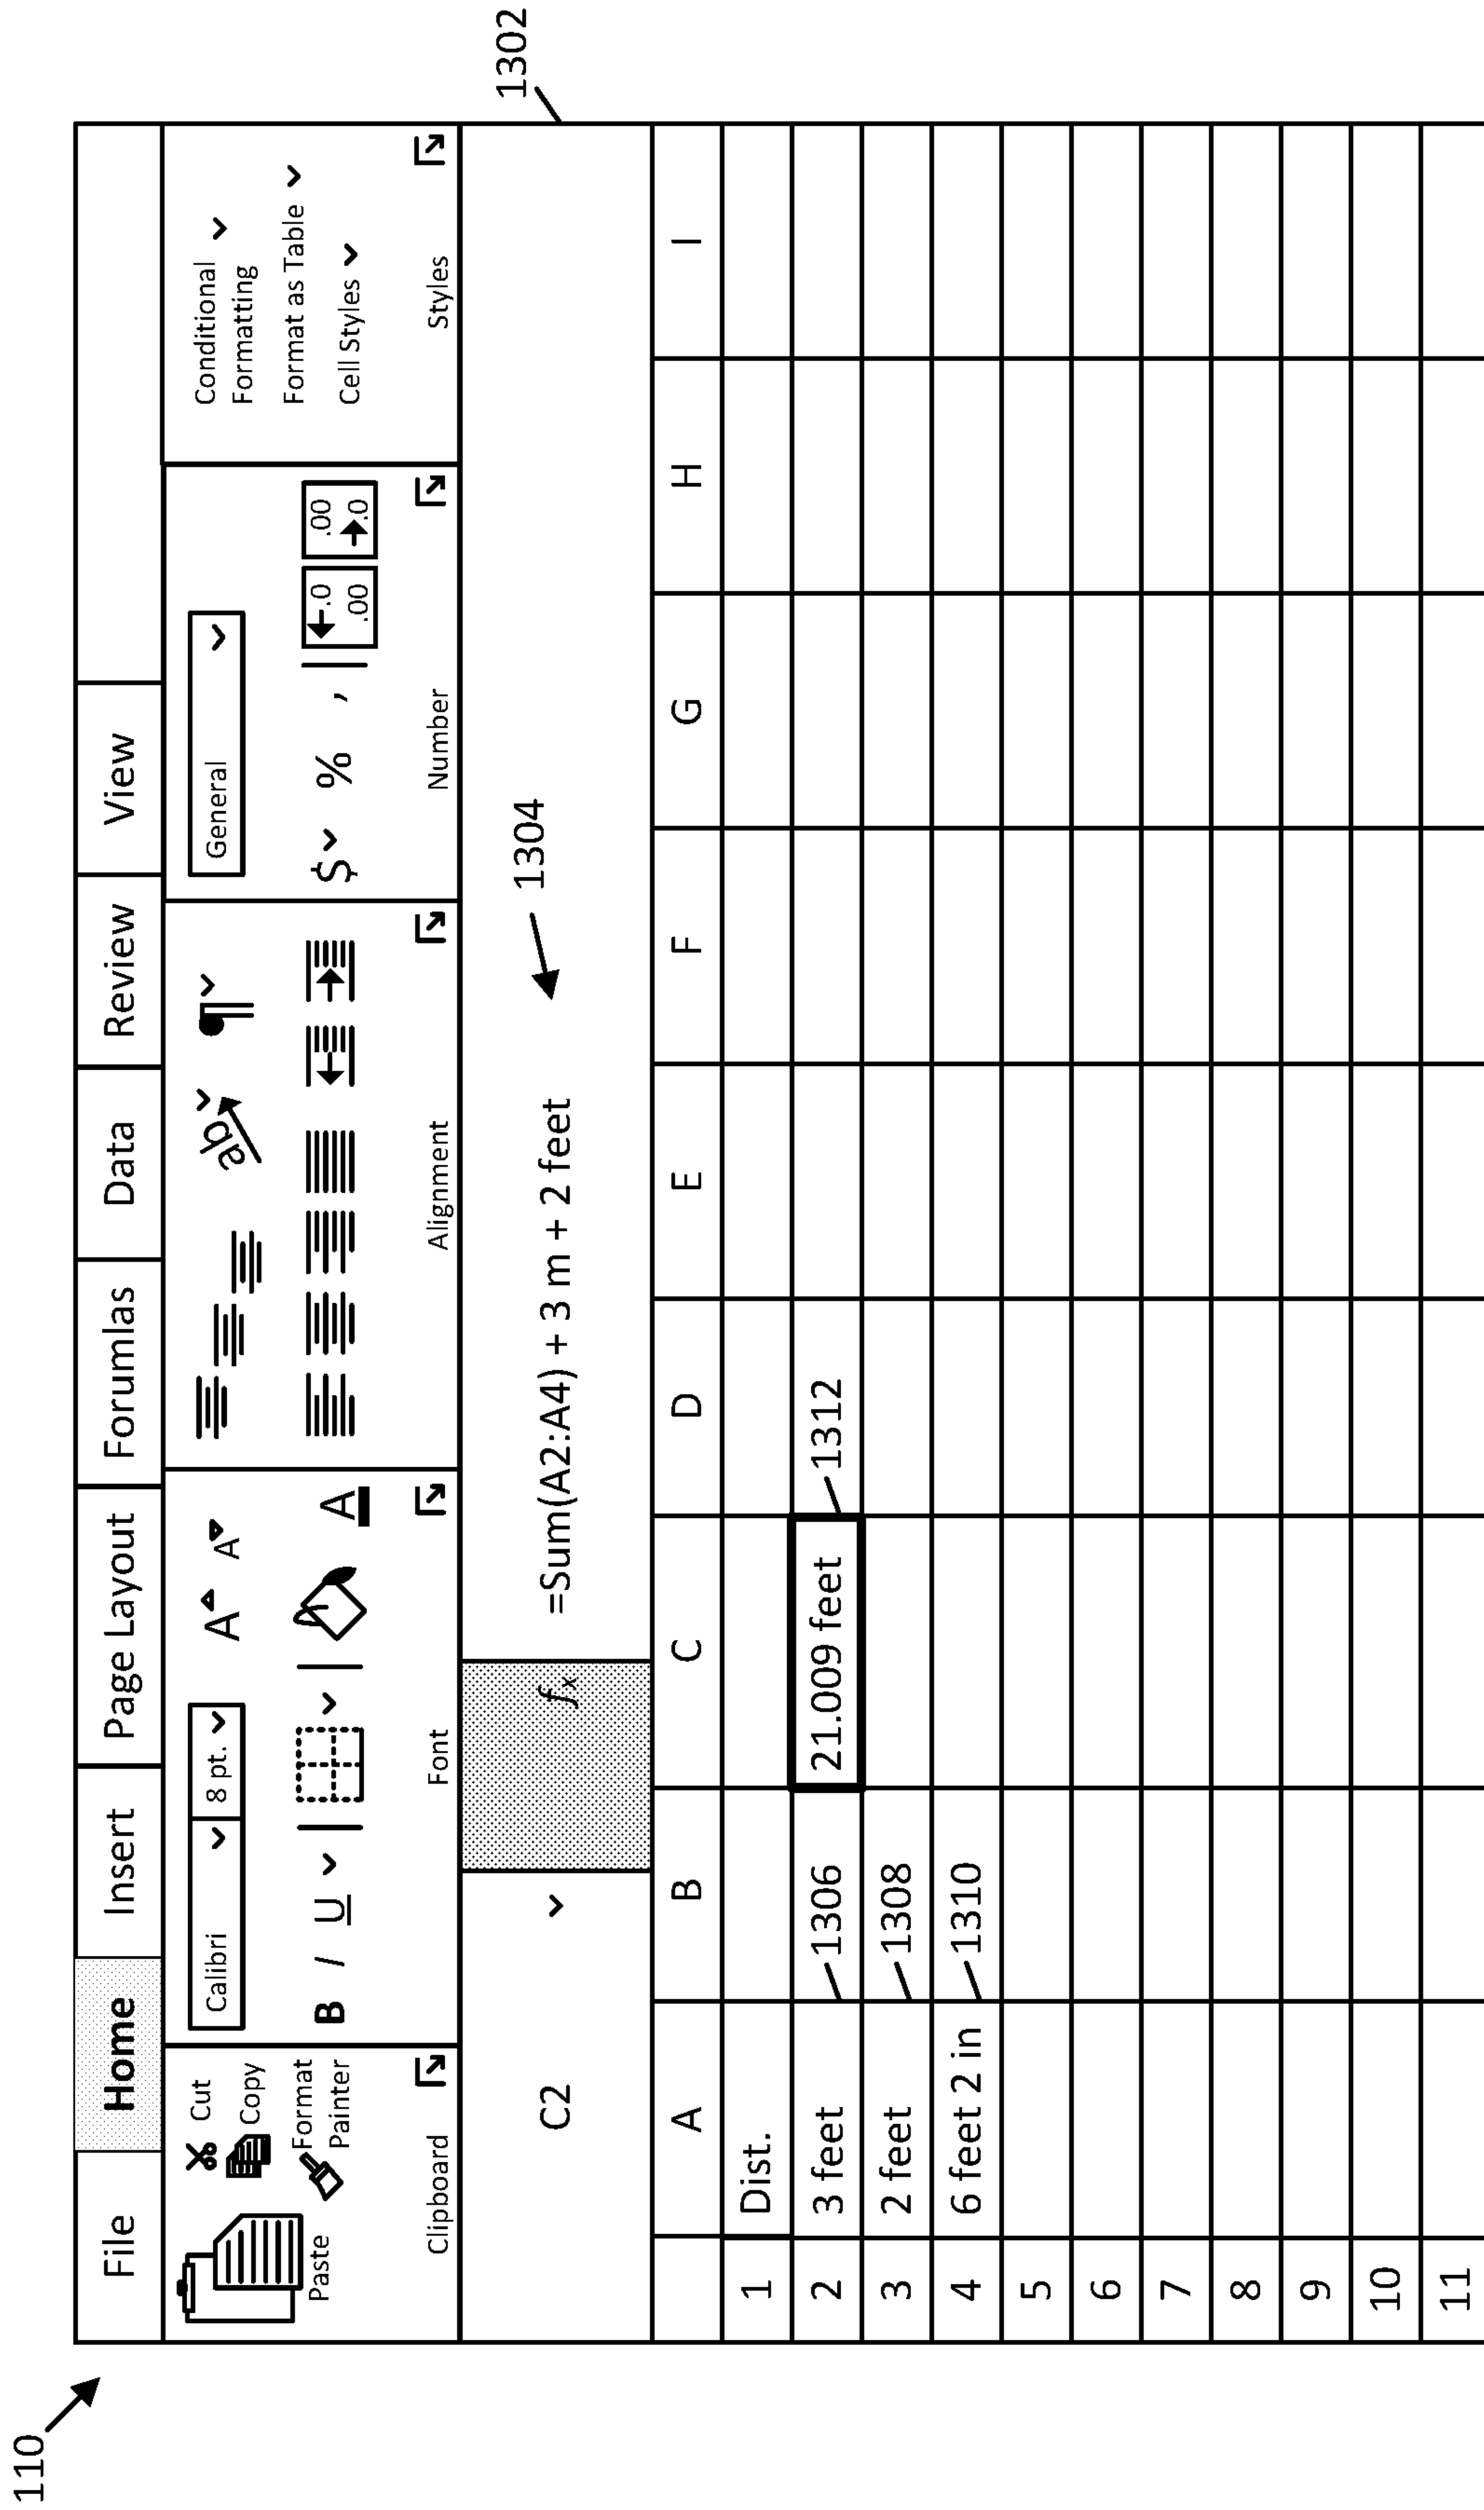 110
File Home Insert Page Layout Forumlas Data Review View
Paste
Cut
Copy
Format
Painter
Clipboard
Calibri 8 pt. A A
B I U A
Font
ab ¶
Alignment
General
$ % , .0 .00 .00 .0
Number
Conditional
Formatting
Format as Table
Cell Styles
Styles
C2 fx =Sum(A2:A4) + 3 m + 2 feet
1304
1302
A B C D E F G H I
1 Dist.
2 3 feet 1306 21.009 feet 1312
3 2 feet 1308
4 6 feet 2 in 1310
5
6
7
8
9
10
11